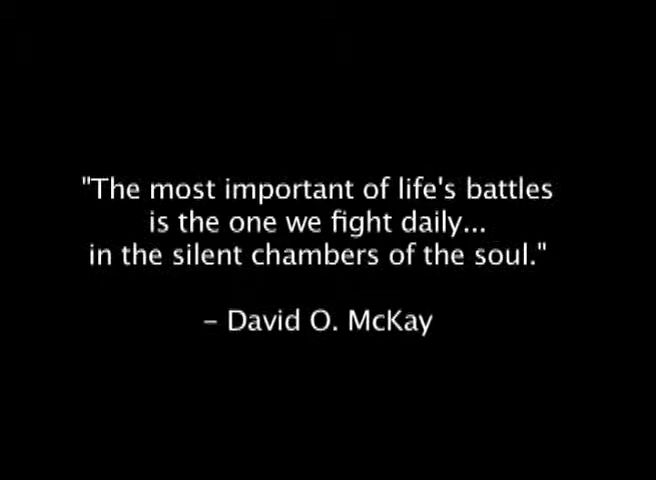 "The most important of life's battles
is the one we fight daily...
in the silent chambers of the soul."
– David O. McKay